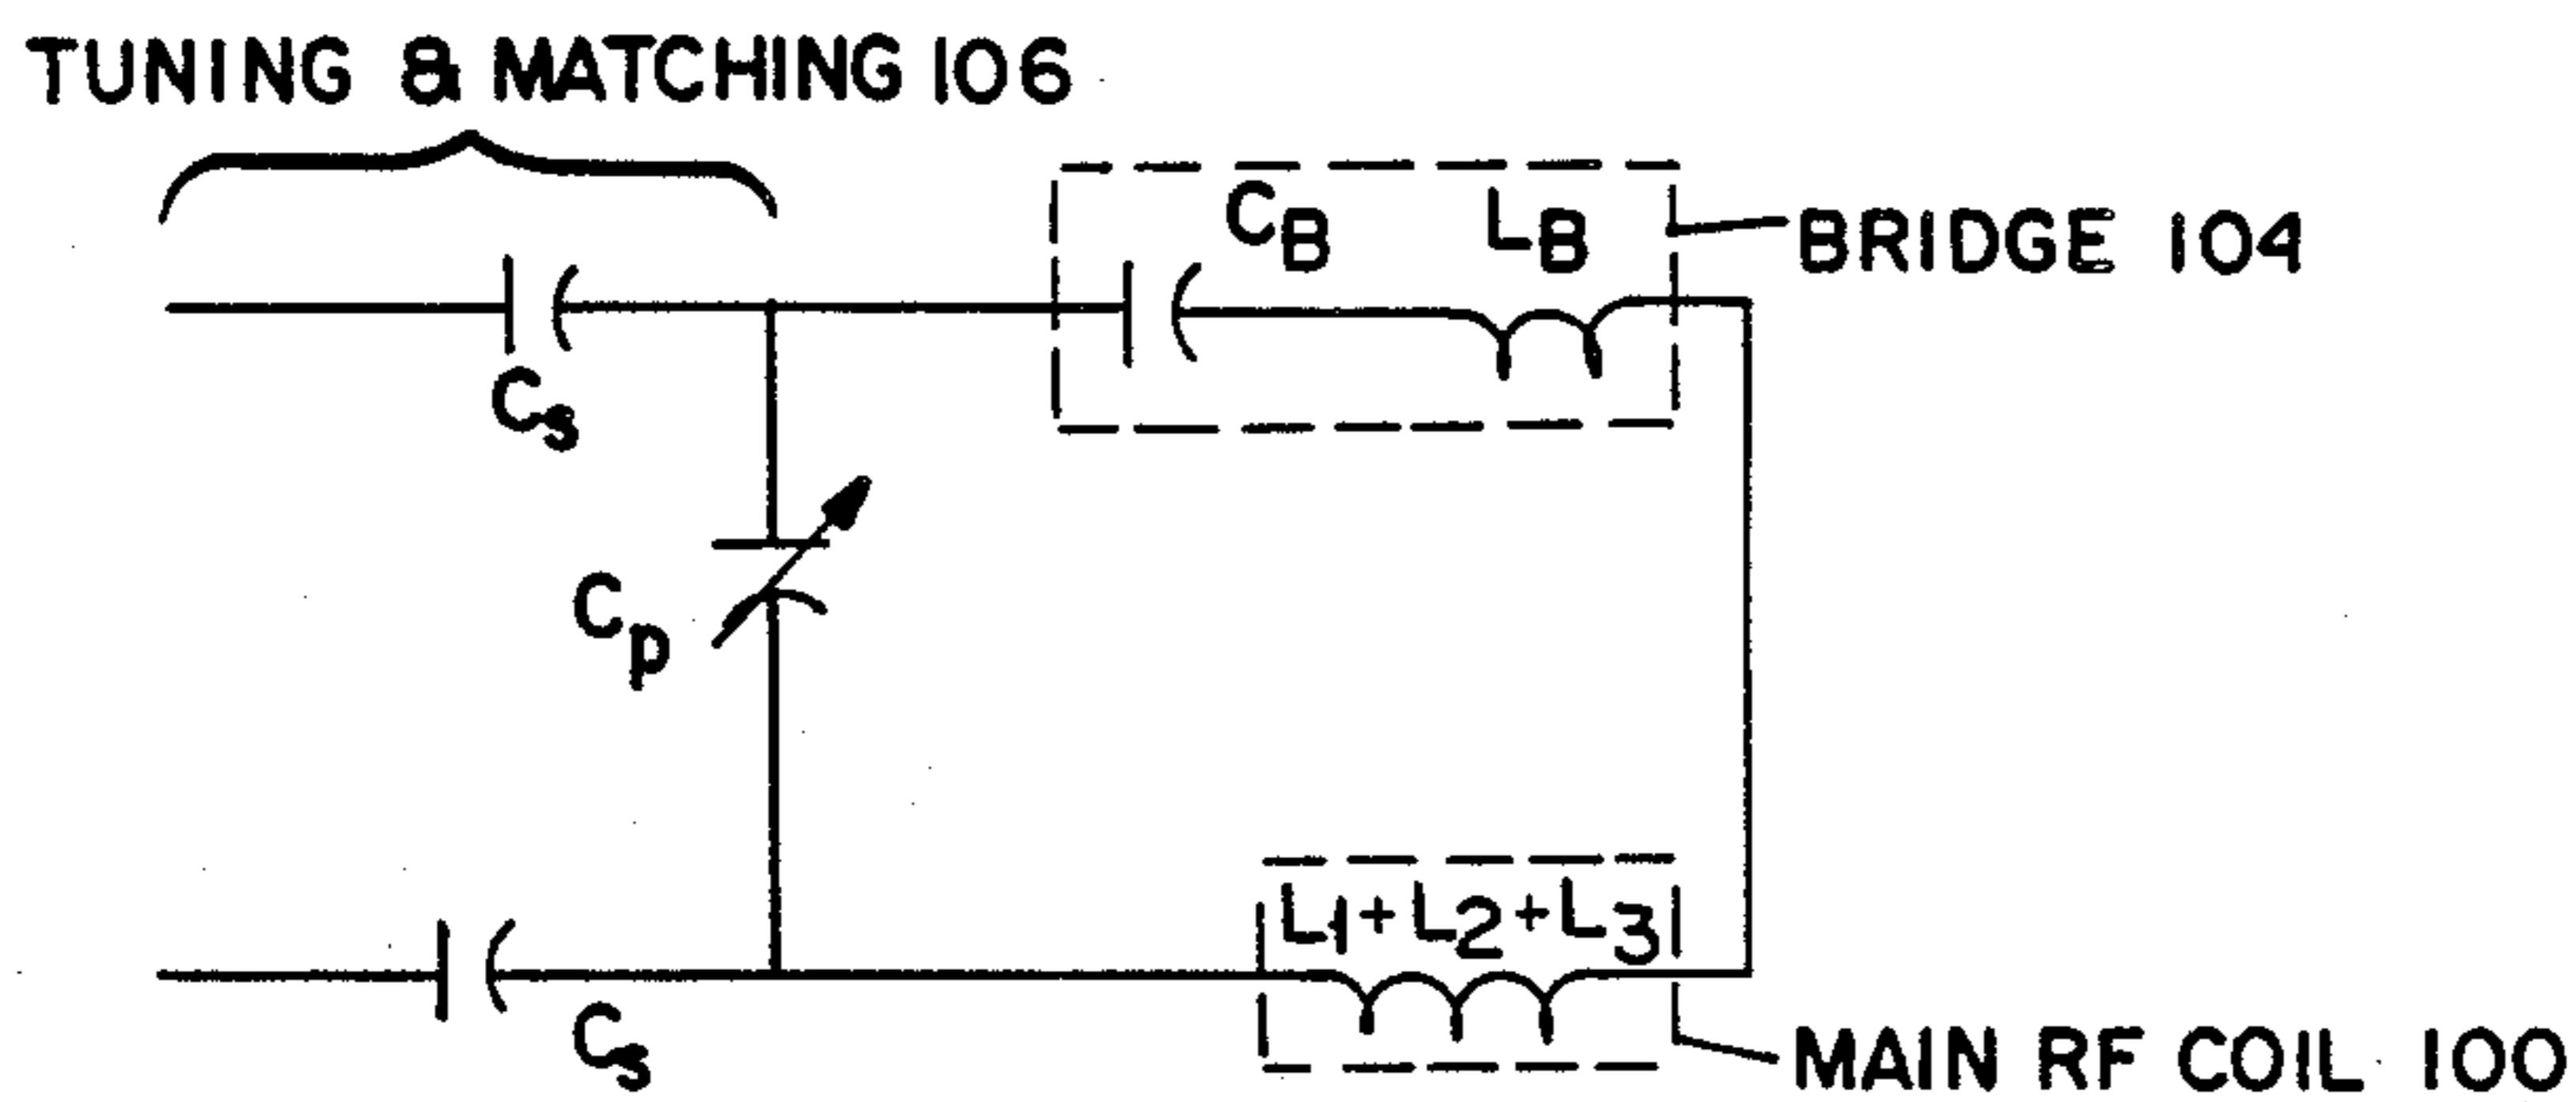 TUNING & MATCHING 106
CB LB
BRIDGE 104
Cs
Cp
L1+L2+L3
Cs
MAIN RF COIL 100